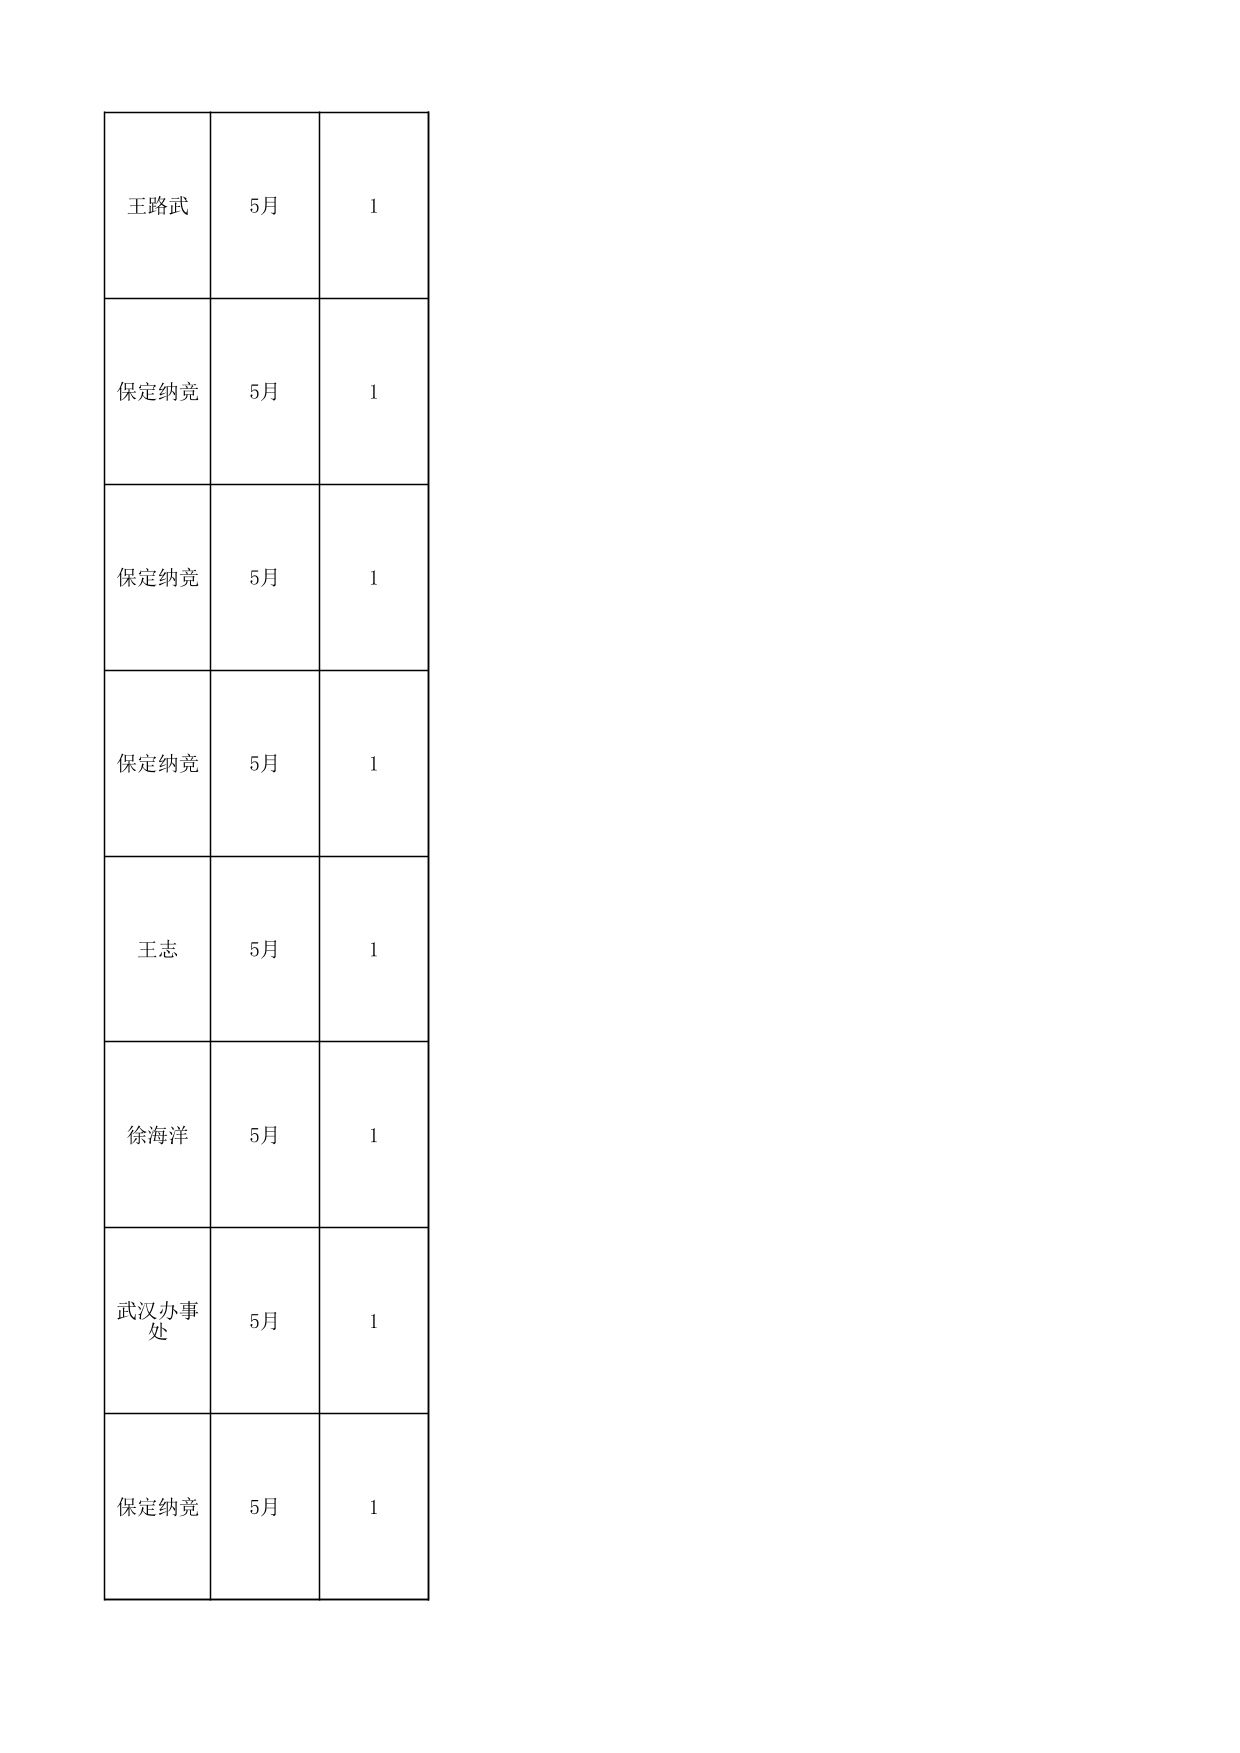 王路武 5月 1
保定纳竞 5月 1
保定纳竞 5月 1
保定纳竞 5月 1
王志 5月 1
徐海洋 5月 1
武汉办事
处 5月 1
保定纳竞 5月 1